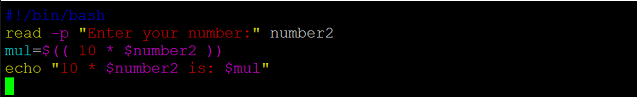 #!/bin/bash
read -p "Enter your number:" number2
mul=$(( 10 * $number2 ))
echo "10 * $number2 is: $mul"